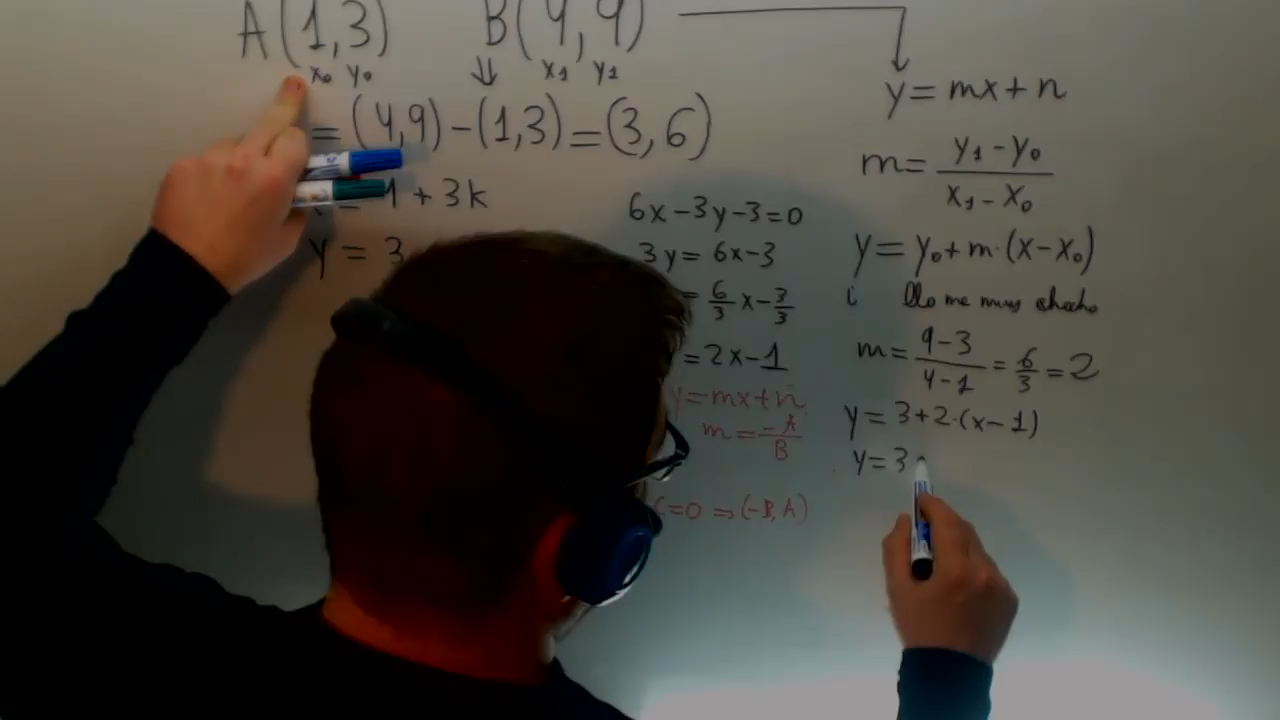 A(1,3) B(4,9)
x₀ y₀ ⇓ x₁ y₁
= (4,9)-(1,3)=(3,6)
1 + 3k
y = 3
6x-3y-3=0
3y= 6x-3
= 6/3 x - 3/3
= 2x-1
y=mx+n
m=-A/B
C=0 ⇒ (-B,A)
y= mx+n
m= (y₁-y₀)/(x₁-x₀)
y= y₀+m·(x-x₀)
me muy
m= (9-3)/(4-1) = 6/3 = 2
y= 3+2·(x-1)
y= 3